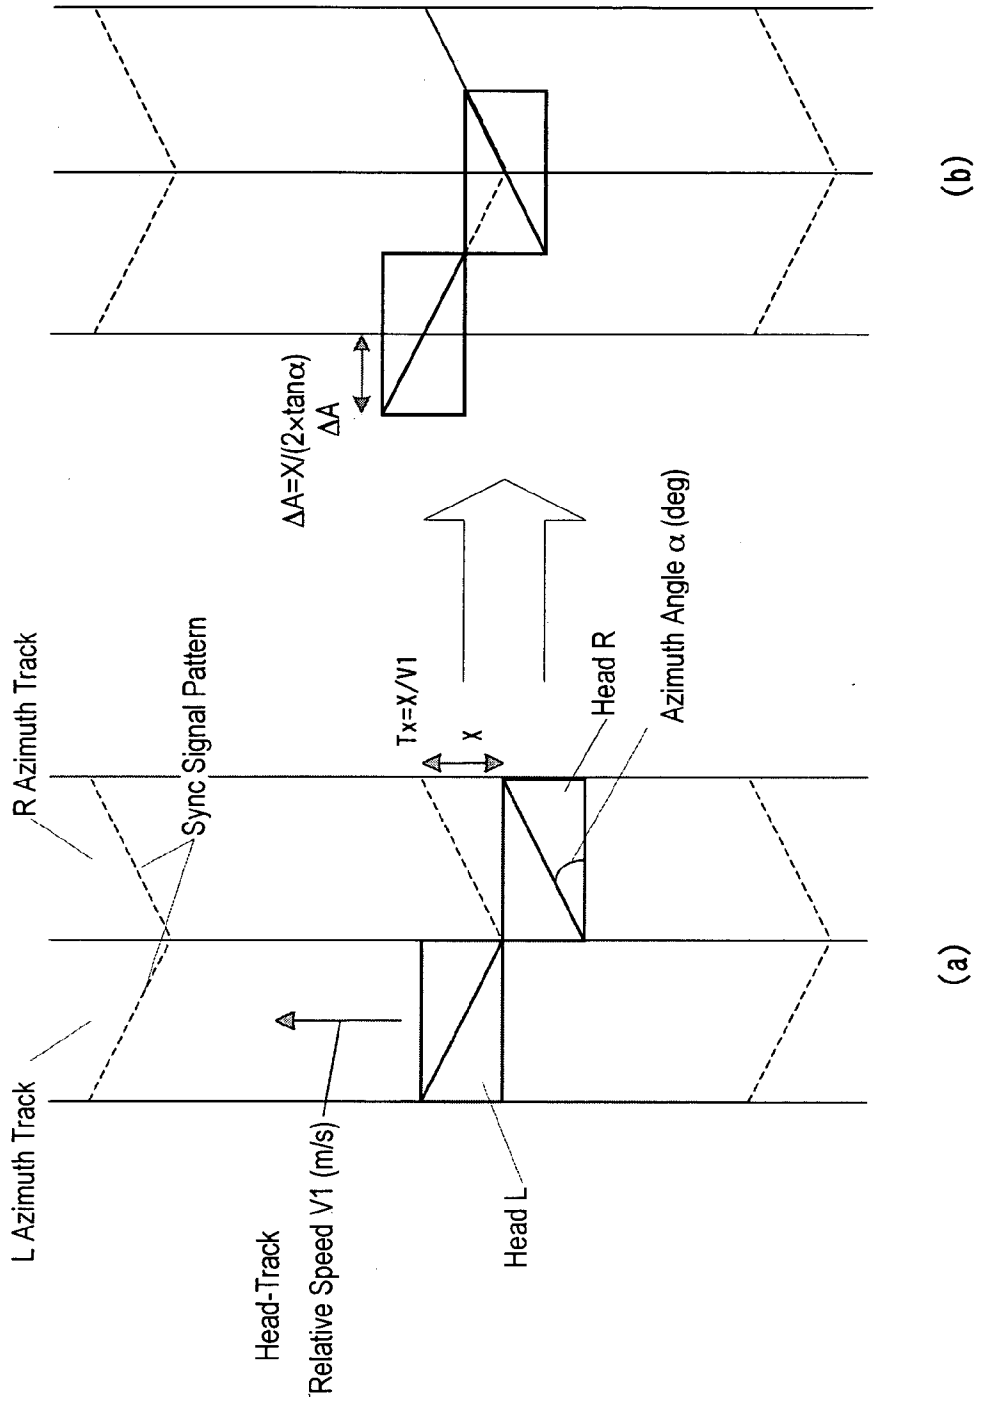 L Azimuth Track
R Azimuth Track
Sync Signal Pattern
Head-Track
Relative Speed V1 (m/s)
Tx=X/V1
X
Head L
Head R
Azimuth Angle α (deg)
(a)
ΔA=X/(2×tanα)
ΔA
(b)